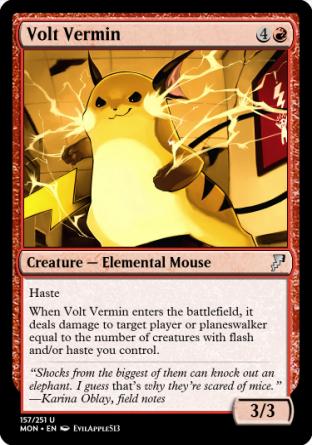 Volt Vermin 4
Creature — Elemental Mouse
Haste
When Volt Vermin enters the battlefield, it
deals damage to target player or planeswalker
equal to the number of creatures with flash
and/or haste you control.
“Shocks from the biggest of them can knock out an
elephant. I guess that's why they're scared of mice.”
—Karina Oblay, field notes
3/3
157/251 U
MON • EN EvilApple513